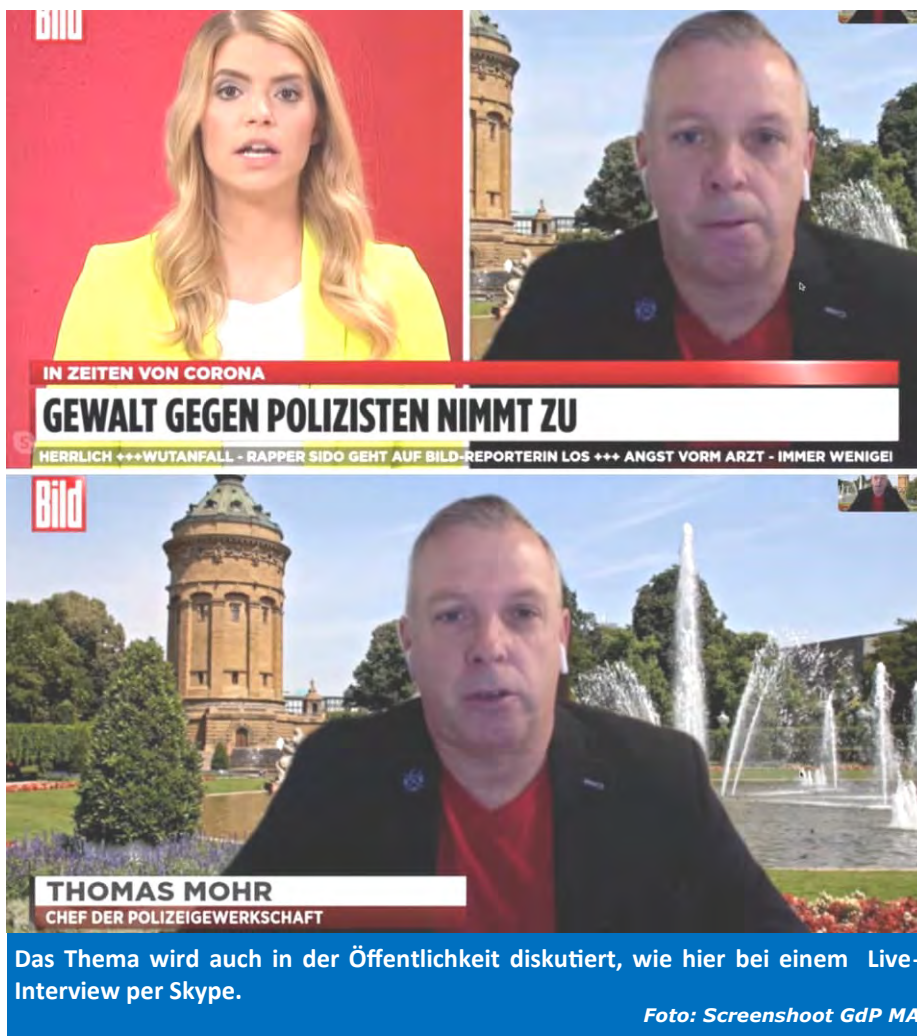 Bild
IN ZEITEN VON CORONA
GEWALT GEGEN POLIZISTEN NIMMT ZU
HERRLICH +++WUTANFALL - RAPPER SIDO GEHT AUF BILD-REPORTERIN LOS +++ ANGST VORM ARZT - IMMER WENIGE
Bild
THOMAS MOHR
CHEF DER POLIZEIGEWERKSCHAFT
Das Thema wird auch in der Öffentlichkeit diskutiert, wie hier bei einem Live-
Interview per Skype.
Foto: Screenshoot GdP MA